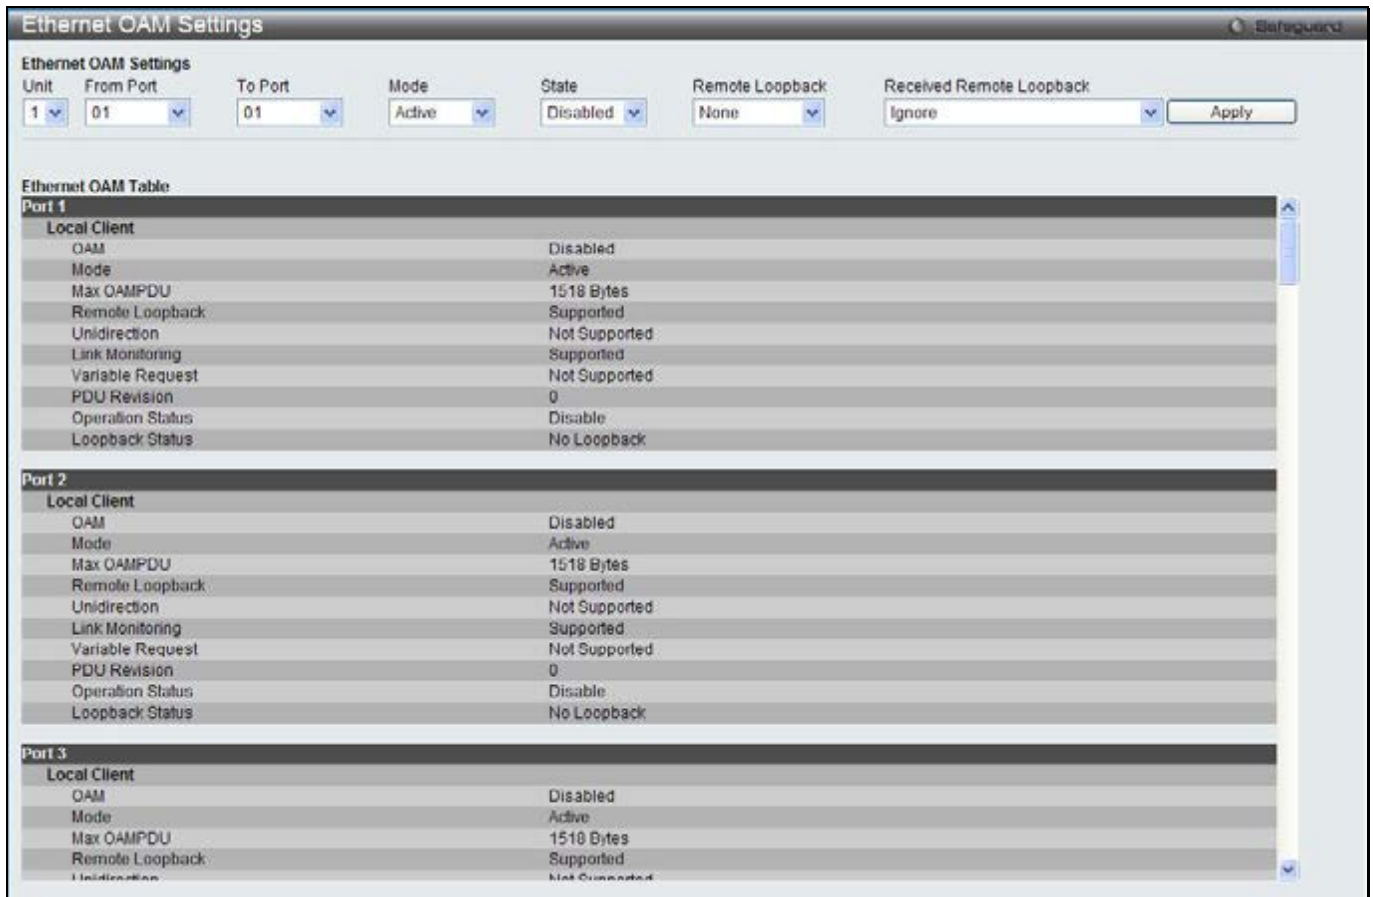 Ethernet OAM Settings
Safeguard
Ethernet OAM Settings
Unit From Port To Port Mode State Remote Loopback Received Remote Loopback
1 01 01 Active Disabled None Ignore Apply
Ethernet OAM Table
Port 1
Local Client
OAM Disabled
Mode Active
Max OAMPDU 1518 Bytes
Remote Loopback Supported
Unidirection Not Supported
Link Monitoring Supported
Variable Request Not Supported
PDU Revision 0
Operation Status Disable
Loopback Status No Loopback
Port 2
Local Client
OAM Disabled
Mode Active
Max OAMPDU 1518 Bytes
Remote Loopback Supported
Unidirection Not Supported
Link Monitoring Supported
Variable Request Not Supported
PDU Revision 0
Operation Status Disable
Loopback Status No Loopback
Port 3
Local Client
OAM Disabled
Mode Active
Max OAMPDU 1518 Bytes
Remote Loopback Supported
Unidirection Not Supported